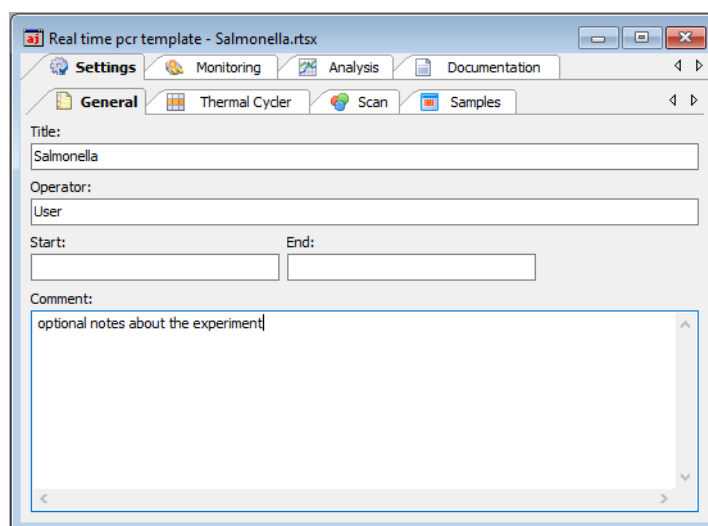 aj Real time pcr template - Salmonella.rtsx
Settings Monitoring Analysis Documentation
General Thermal Cycler Scan Samples
Title:
Salmonella
Operator:
User
Start: End:
Comment:
optional notes about the experiment